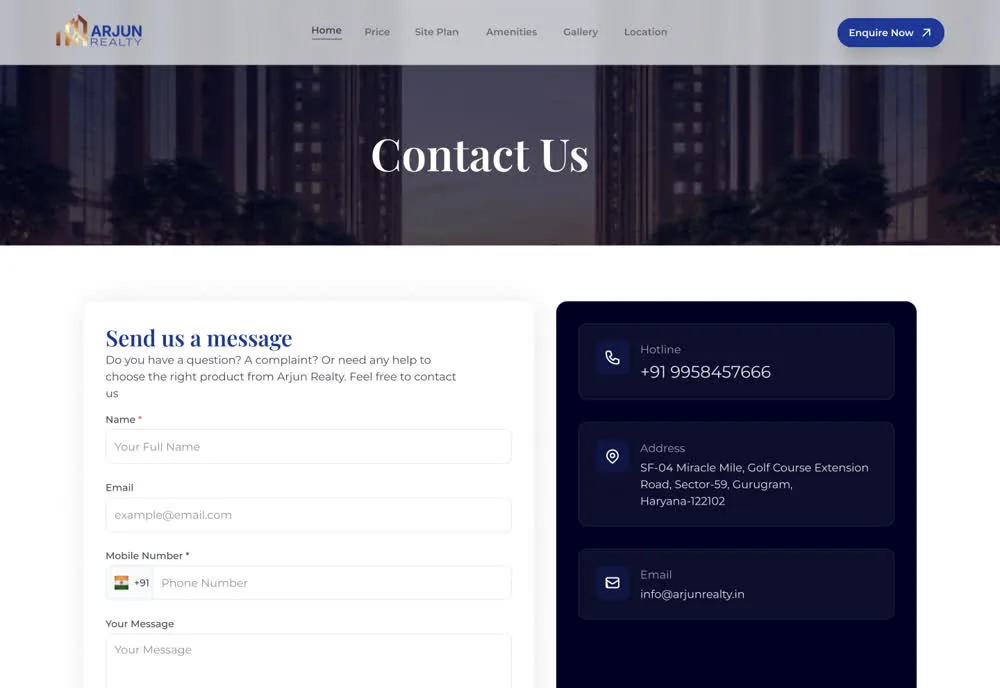 ARJUN
REALTY
Home
Price
Site Plan
Amenities
Gallery
Location
Enquire Now
Contact Us
Send us a message
Do you have a question? A complaint? Or need any help to
choose the right product from Arjun Realty. Feel free to contact
us
Name *
Your Full Name
Email
example@email.com
Mobile Number *
+91 Phone Number
Your Message
Your Message
Hotline
+91 9958457666
Address
SF-04 Miracle Mile, Golf Course Extension
Road, Sector-59, Gurugram,
Haryana-122102
Email
info@arjunrealty.in